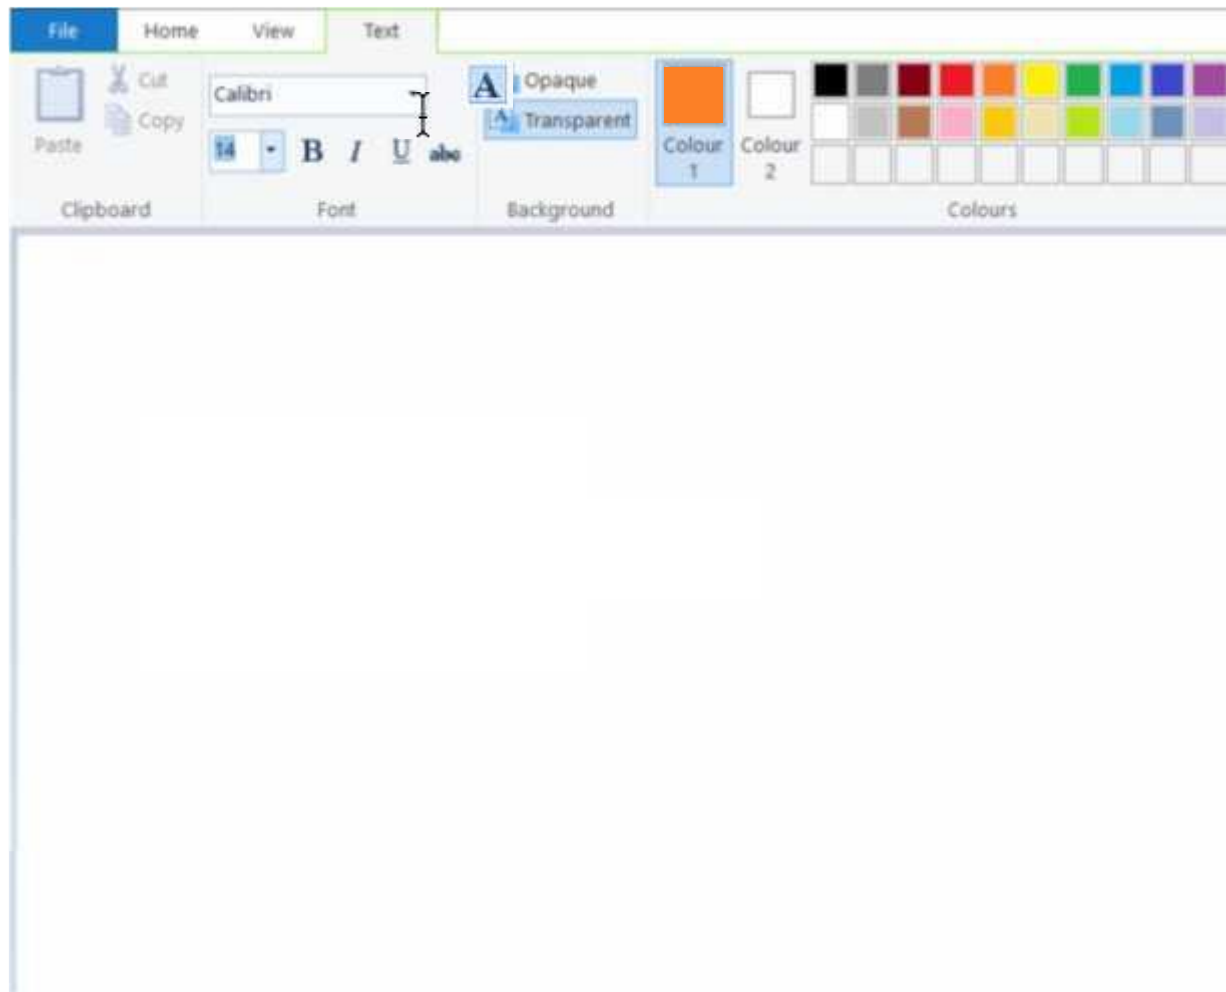 File Home View Text
Cut
Copy
Paste
Clipboard
Calibri
14 B I U abc
Font
A Opaque
A Transparent
Background
Colour 1
Colour 2
Colours